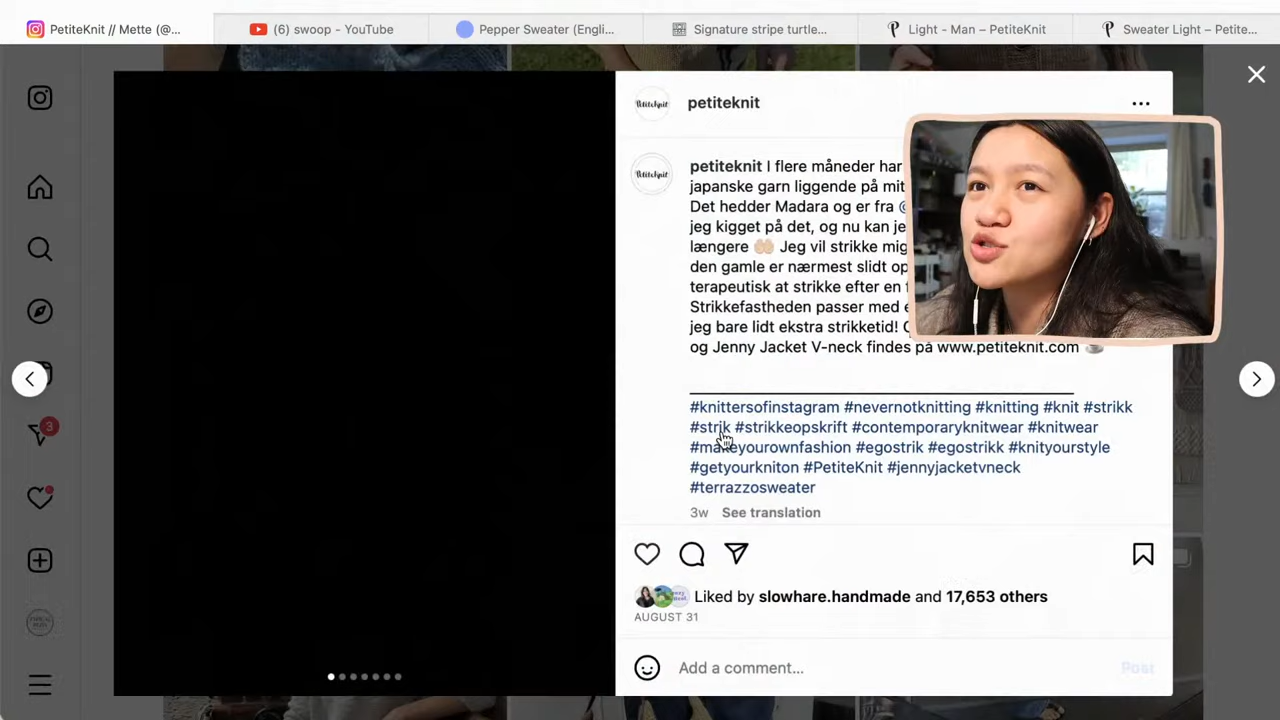 PetiteKnit // Mette (@...
(6) swoop - YouTube
Pepper Sweater (Engli...
Signature stripe turtle...
Light - Man – PetiteKnit
Sweater Light – Petite...
petiteknit
petiteknit I flere måneder har
japanske garn liggende på mit
Det hedder Madara og er fra
jeg kigget på det, og nu kan
længere 🤲🏼 Jeg vil strikke
den gamle er nærmest slidt
terapeutisk at strikke efter en
Strikkefastheden passer med
jeg bare lidt ekstra strikketid!
og Jenny Jacket V-neck findes på www.petiteknit.com
#knittersofinstagram #nevernotknitting #knitting #knit #strikk
#strik #strikkeopskrift #contemporaryknitwear #knitwear
#makeyourownfashion #egostrik #egostrikk #knityourstyle
#getyourkniton #PetiteKnit #jennyjacketvneck
#terrazzosweater
3w See translation
3
Liked by slowhare.handmade and 17,653 others
AUGUST 31
Add a comment...
Post